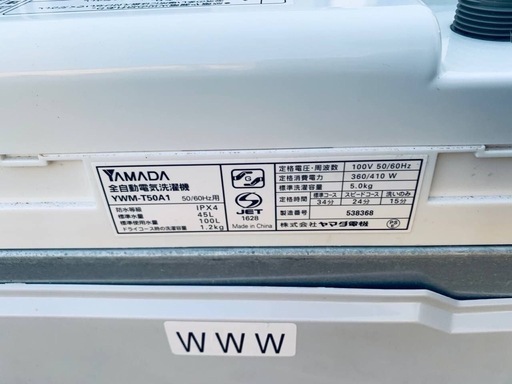 YAMADA
全自動電気洗濯機
YWM-T50A1 50/60Hz用
防水等級 IPX4
標準水量 45L
標準使用水量 100L
ドライコース時の洗濯容量 1.2kg
JET
1628
Made in China
定格電圧・周波数 100V 50/60Hz
定格消費電力 360/410 W
標準洗濯容量 5.0kg
目安時間 標準コース スピードコース 洗いのみ
34分 24分 15分
製造番号 538368
株式会社 ヤマダ電機
WWW